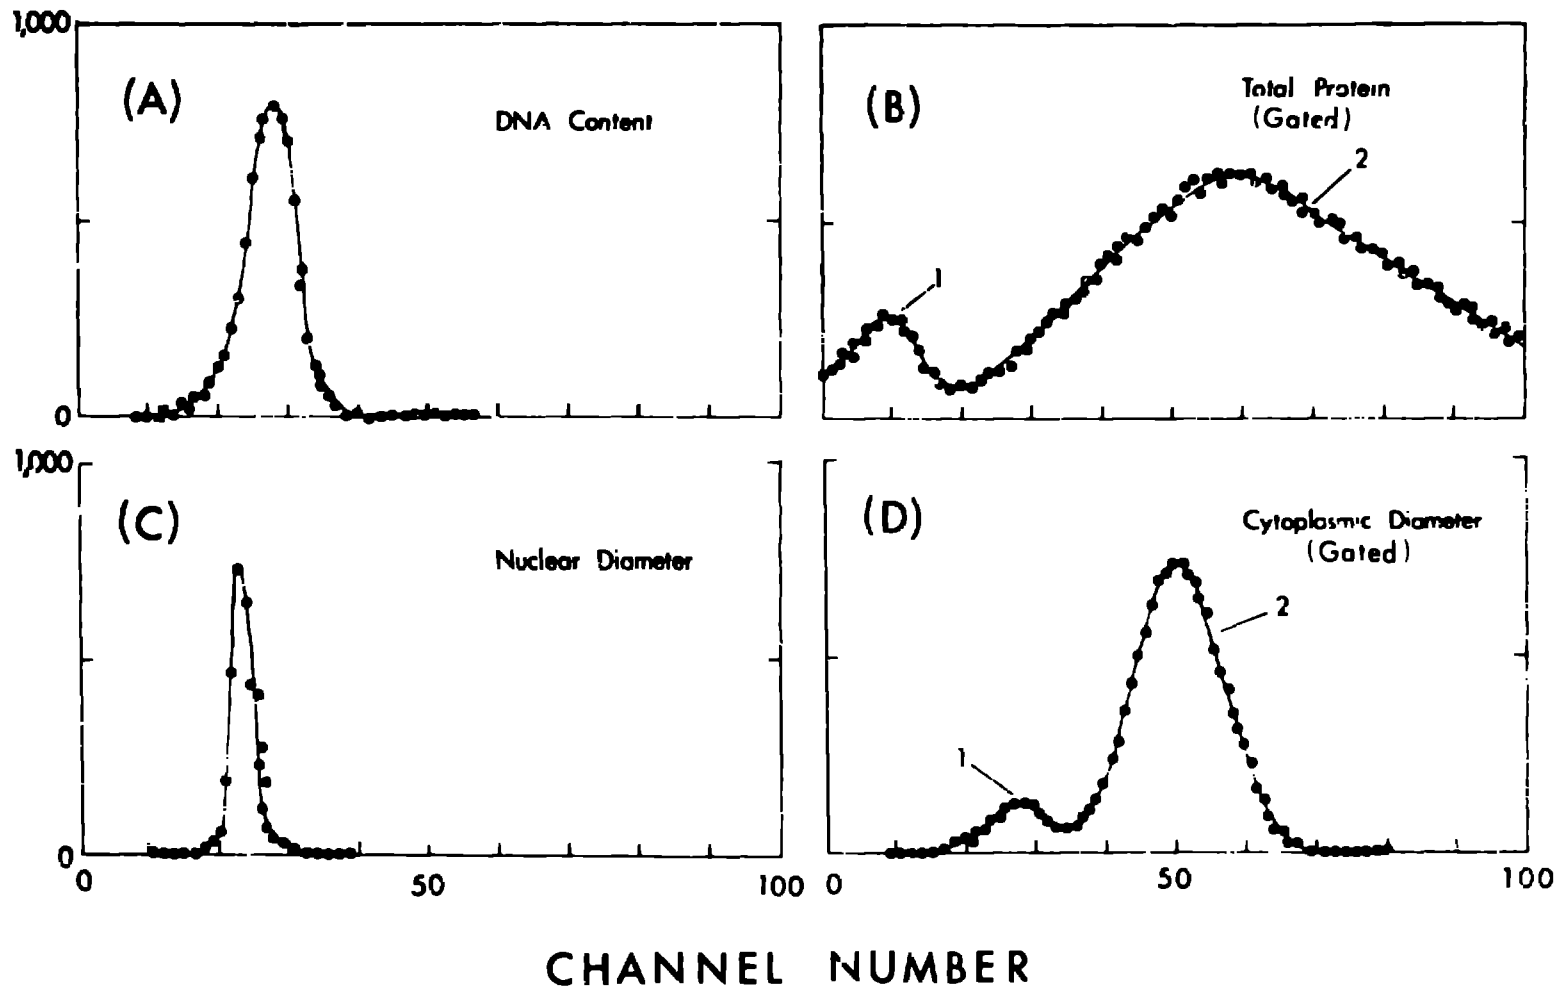 1,000
(A)
DNA Content
0
(B)
Total Protein
(Gated)
1
2
1,000
(C)
Nuclear Diameter
0
0
50
100
(D)
Cytoplasmic Diameter
(Gated)
1
2
0
50
100
CHANNEL NUMBER